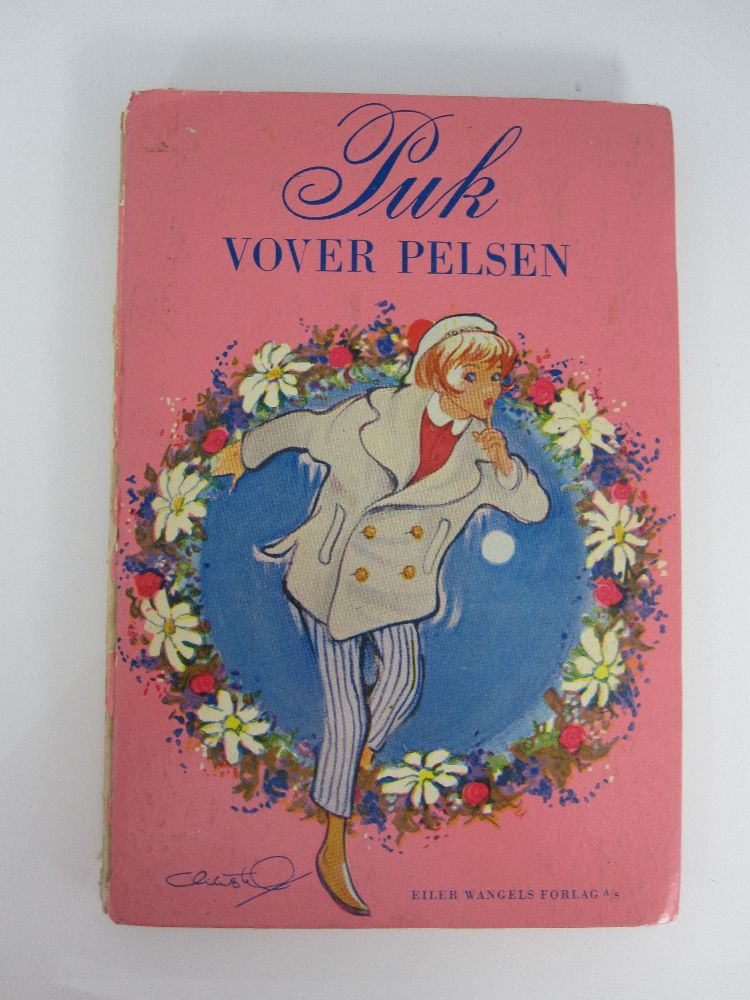 Puk
VOVER PELSEN
EILER WANGELS FORLAG A/S